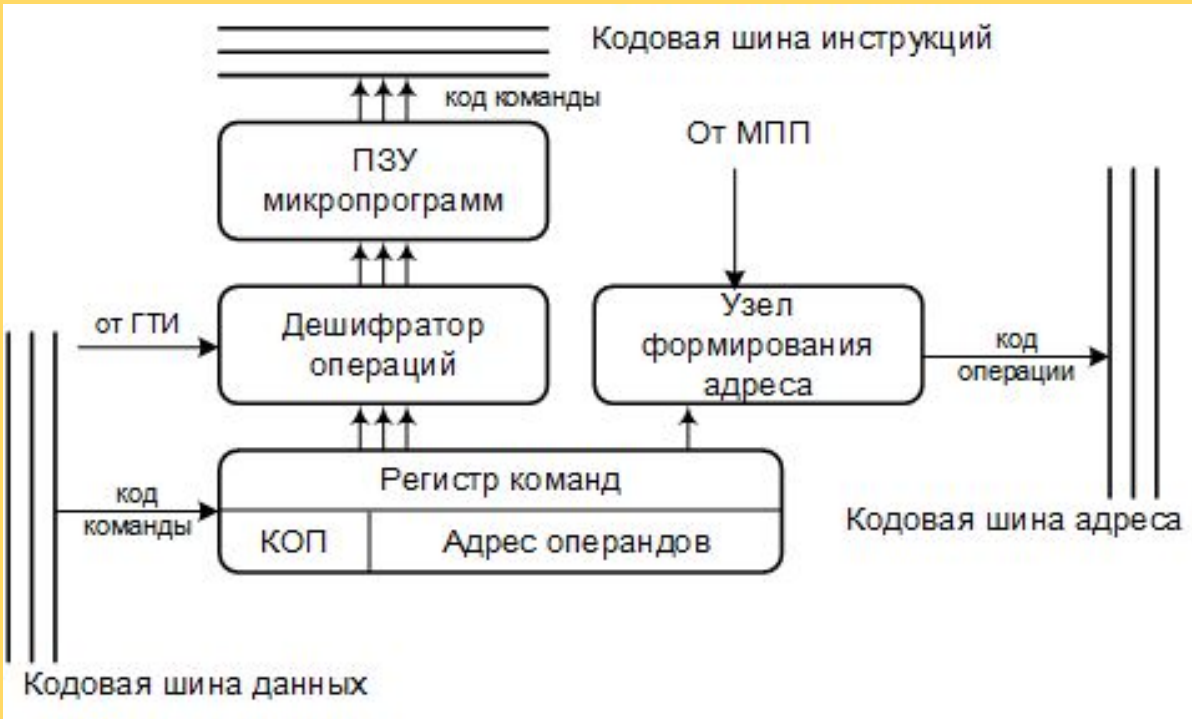 Кодовая шина инструкций
код команды
От МПП
ПЗУ
микропрограмм
от ГТИ
Дешифратор
операций
Узел
формирования
адреса
код
операции
Регистр команд
код
команды
КОП
Адрес операндов
Кодовая шина адреса
Кодовая шина данных